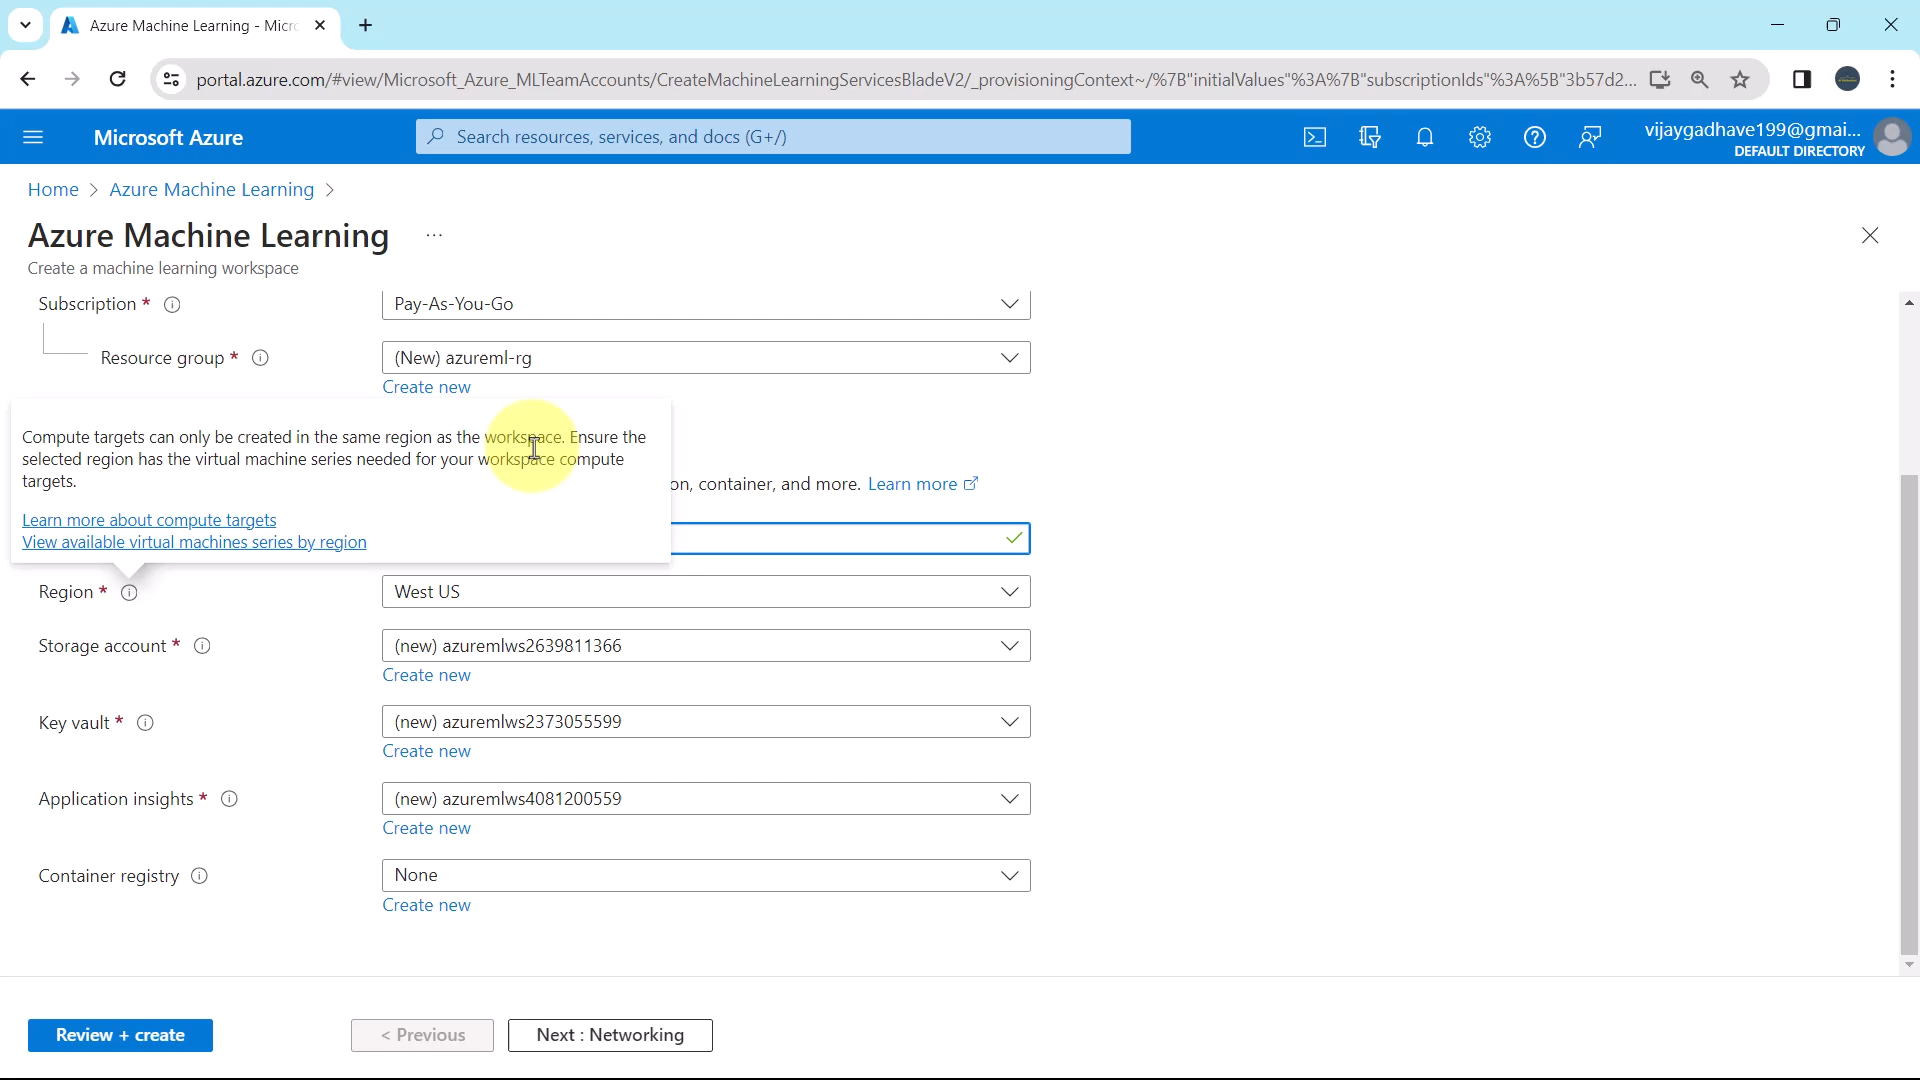 Azure Machine Learning - Micro
portal.azure.com/#view/Microsoft_Azure_MLTeamAccounts/CreateMachineLearningServicesBladeV2/_provisioningContext~/%7B"initialValues"%3A%7B"subscriptionIds"%3A%5B"3b57d2...
Microsoft Azure
Search resources, services, and docs (G+/)
vijaygadhave199@gmai...
DEFAULT DIRECTORY
Home > Azure Machine Learning >
Azure Machine Learning ...
Create a machine learning workspace
Subscription * Pay-As-You-Go
Resource group * (New) azureml-rg
Create new
Compute targets can only be created in the same region as the workspace. Ensure the
selected region has the virtual machine series needed for your workspace compute
targets.
Learn more about compute targets
View available virtual machines series by region
on, container, and more. Learn more
Region * West US
Storage account * (new) azuremlws2639811366
Create new
Key vault * (new) azuremlws2373055599
Create new
Application insights * (new) azuremlws4081200559
Create new
Container registry None
Create new
Review + create
< Previous
Next : Networking